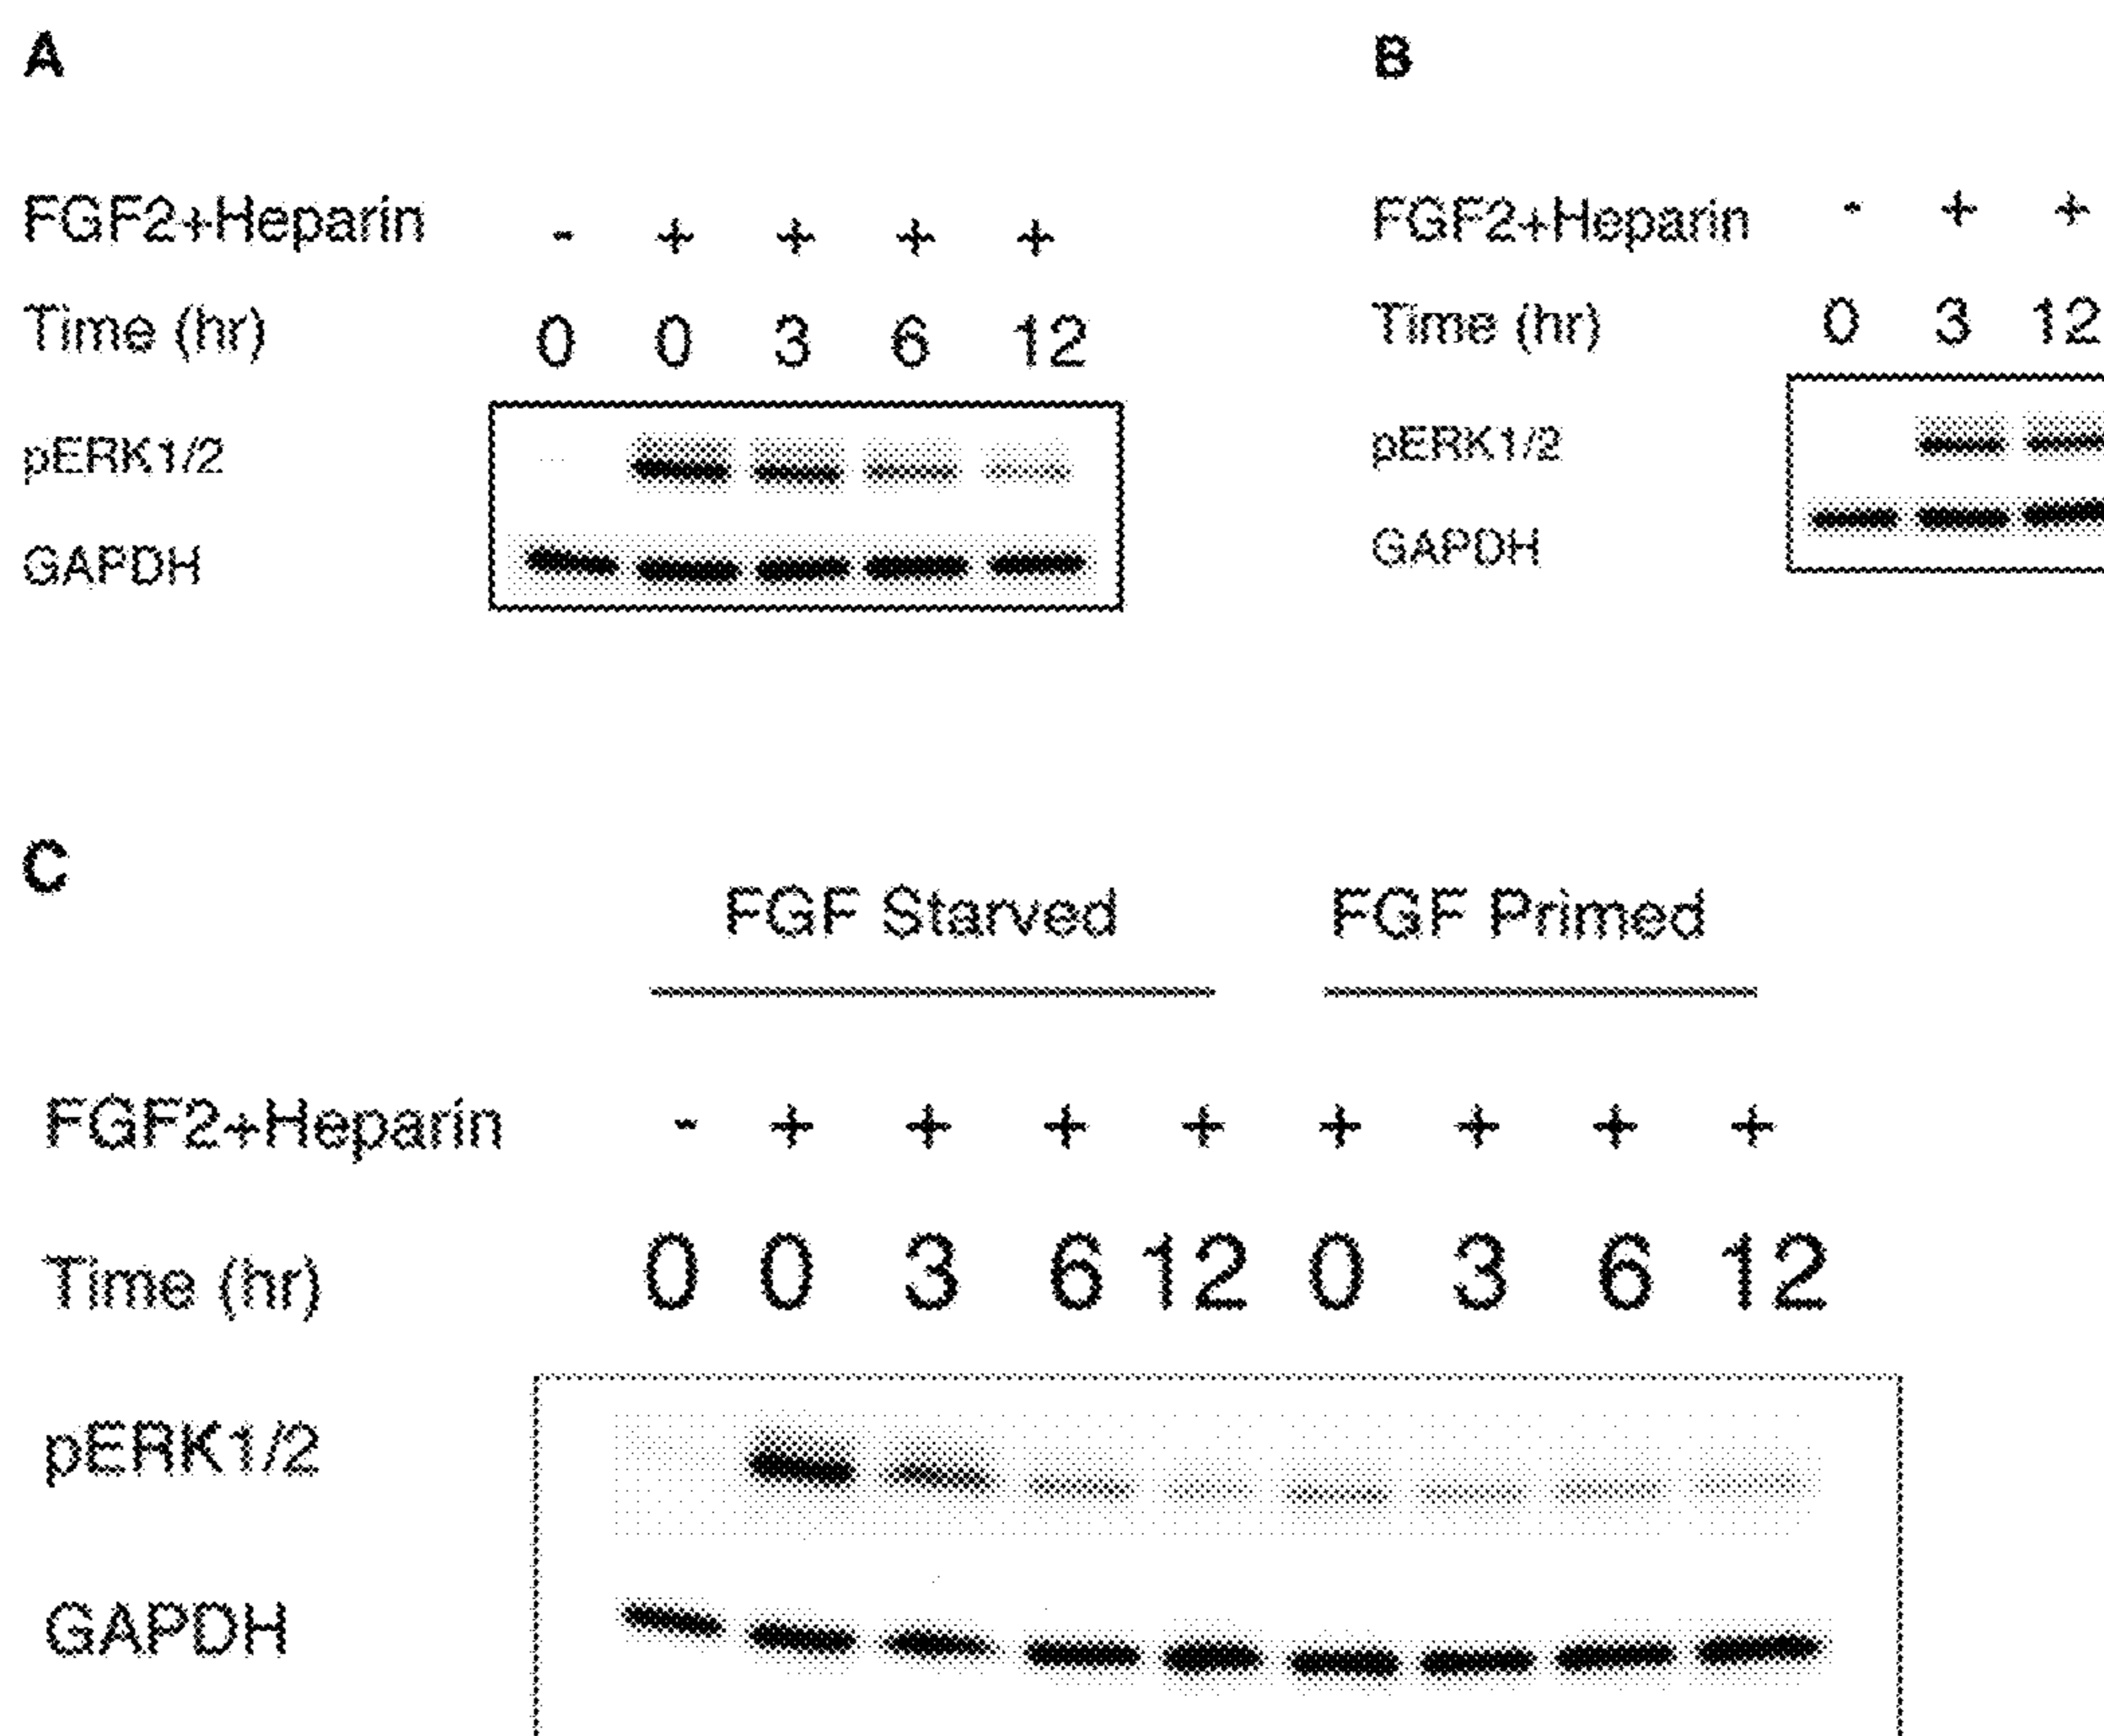 A
FGF2+Heparin - + + + +
Time (hr) 0 0 3 6 12
pERK1/2
GAPDH
B
FGF2+Heparin - + +
Time (hr) 0 3 12
pERK1/2
GAPDH
C
FGF Starved FGF Primed
FGF2+Heparin - + + + + + + + +
Time (hr) 0 0 3 6 12 0 3 6 12
pERK1/2
GAPDH